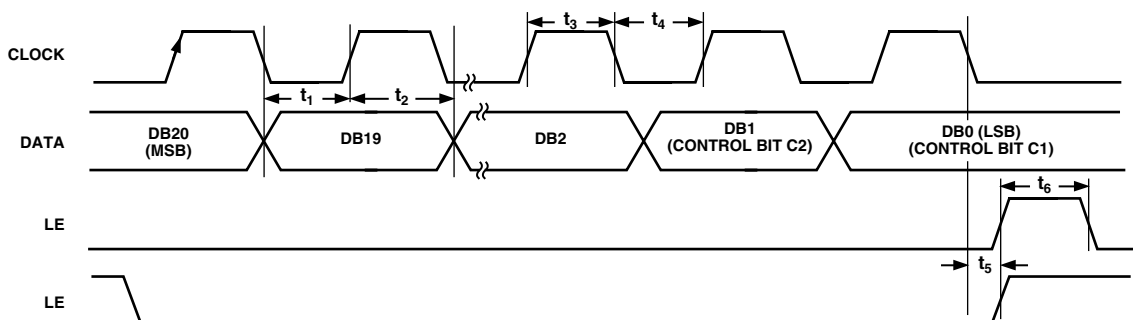 CLOCK
t3
t4
t1
t2
DATA
DB20
(MSB)
DB19
DB2
DB1
(CONTROL BIT C2)
DB0 (LSB)
(CONTROL BIT C1)
t6
LE
t5
LE